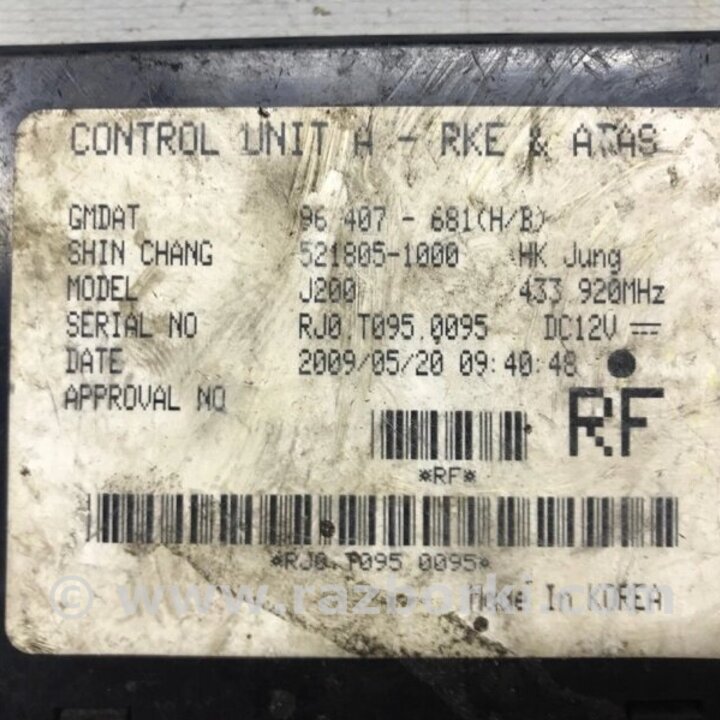 CONTROL UNIT A - RKE & ATAS
GMDAT 96 407 - 681(H/B)
SHIN CHANG 521805-1000 HK Jung
MODEL J200 433.920MHz
SERIAL NO RJ0.T095.0095 DC12V
DATE 2009/05/20 09:40:48
APPROVAL NO
RF
*RF*
*RJ0.T095.0095*
© www.razborki.com
Made In KOREA